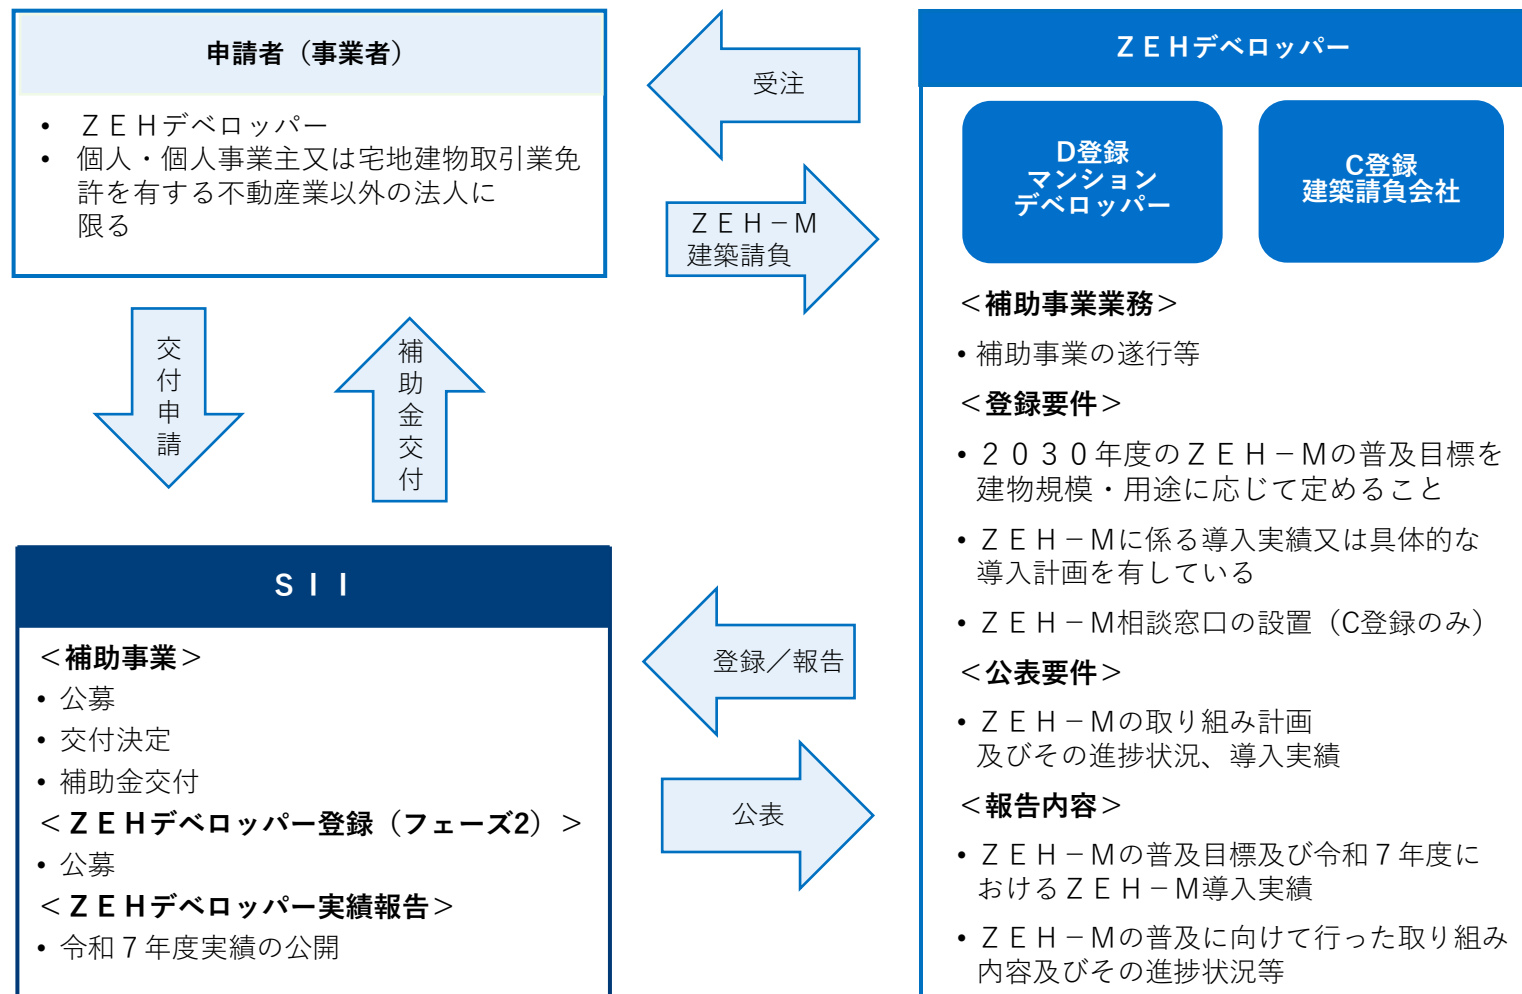 申請者（事業者）
• ＺＥＨデベロッパー
• 個人・個人事業主又は宅地建物取引業免
許を有する不動産業以外の法人に
限る
受注
ＺＥＨ－Ｍ
建築請負
交付申請
補助金交付
ＳＩＩ
＜補助事業＞
• 公募
• 交付決定
• 補助金交付
＜ＺＥＨデベロッパー登録（フェーズ2）＞
• 公募
＜ＺＥＨデベロッパー実績報告＞
• 令和７年度実績の公開
登録／報告
公表
ＺＥＨデベロッパー
D登録
マンション
デベロッパー
C登録
建築請負会社
＜補助事業業務＞
• 補助事業の遂行等
＜登録要件＞
• ２０３０年度のＺＥＨ－Ｍの普及目標を
建物規模・用途に応じて定めること
• ＺＥＨ－Ｍに係る導入実績又は具体的な
導入計画を有している
• ＺＥＨ－Ｍ相談窓口の設置（C登録のみ）
＜公表要件＞
• ＺＥＨ－Ｍの取り組み計画
及びその進捗状況、導入実績
＜報告内容＞
• ＺＥＨ－Ｍの普及目標及び令和７年度に
おけるＺＥＨ－Ｍ導入実績
• ＺＥＨ－Ｍの普及に向けて行った取り組み
内容及びその進捗状況等